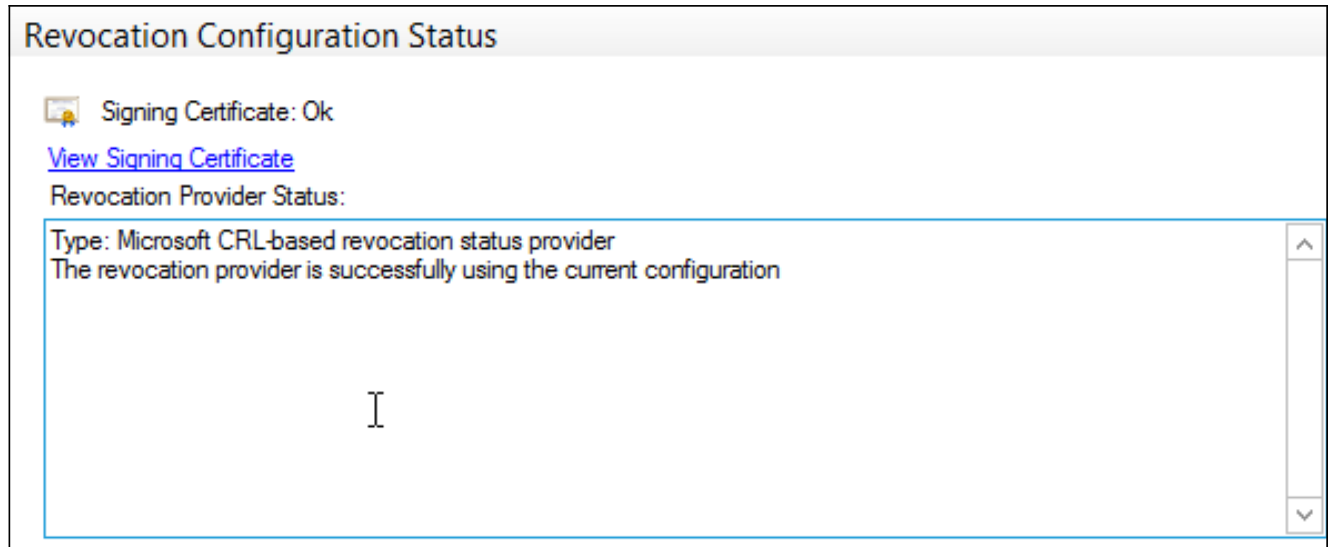 Revocation Configuration Status
Signing Certificate: Ok
View Signing Certificate
Revocation Provider Status:
Type: Microsoft CRL-based revocation status provider
The revocation provider is successfully using the current configuration